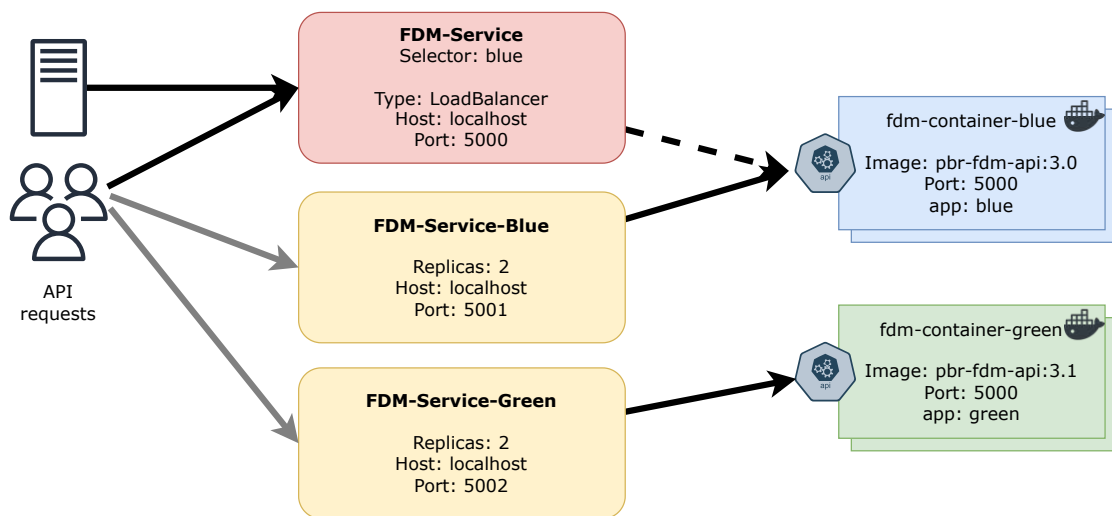 FDM-Service
Selector: blue
Type: LoadBalancer
Host: localhost
Port: 5000
API
requests
FDM-Service-Blue
Replicas: 2
Host: localhost
Port: 5001
FDM-Service-Green
Replicas: 2
Host: localhost
Port: 5002
fdm-container-blue
api
Image: pbr-fdm-api:3.0
Port: 5000
app: blue
fdm-container-green
api
Image: pbr-fdm-api:3.1
Port: 5000
app: green